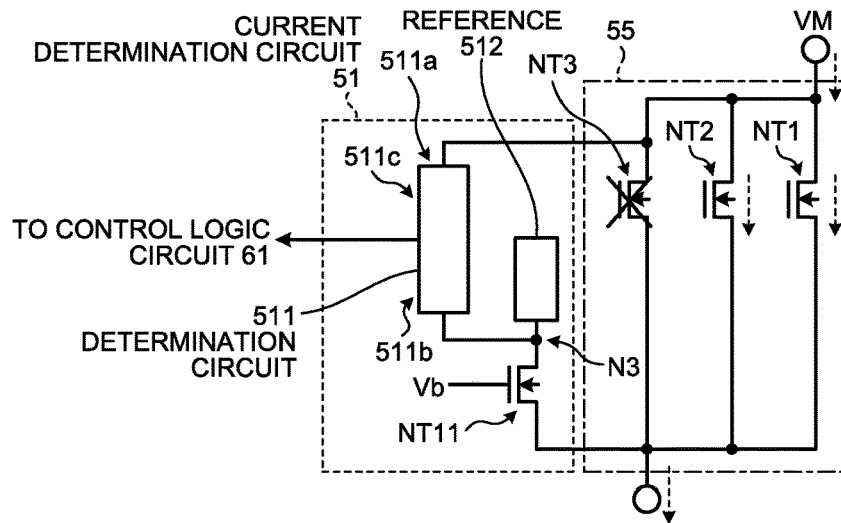 CURRENT
DETERMINATION CIRCUIT
51
511a
REFERENCE
512
NT3
55
VM
NT2
NT1
511c
TO CONTROL LOGIC
CIRCUIT 61
511
DETERMINATION
CIRCUIT
511b
N3
Vb
NT11